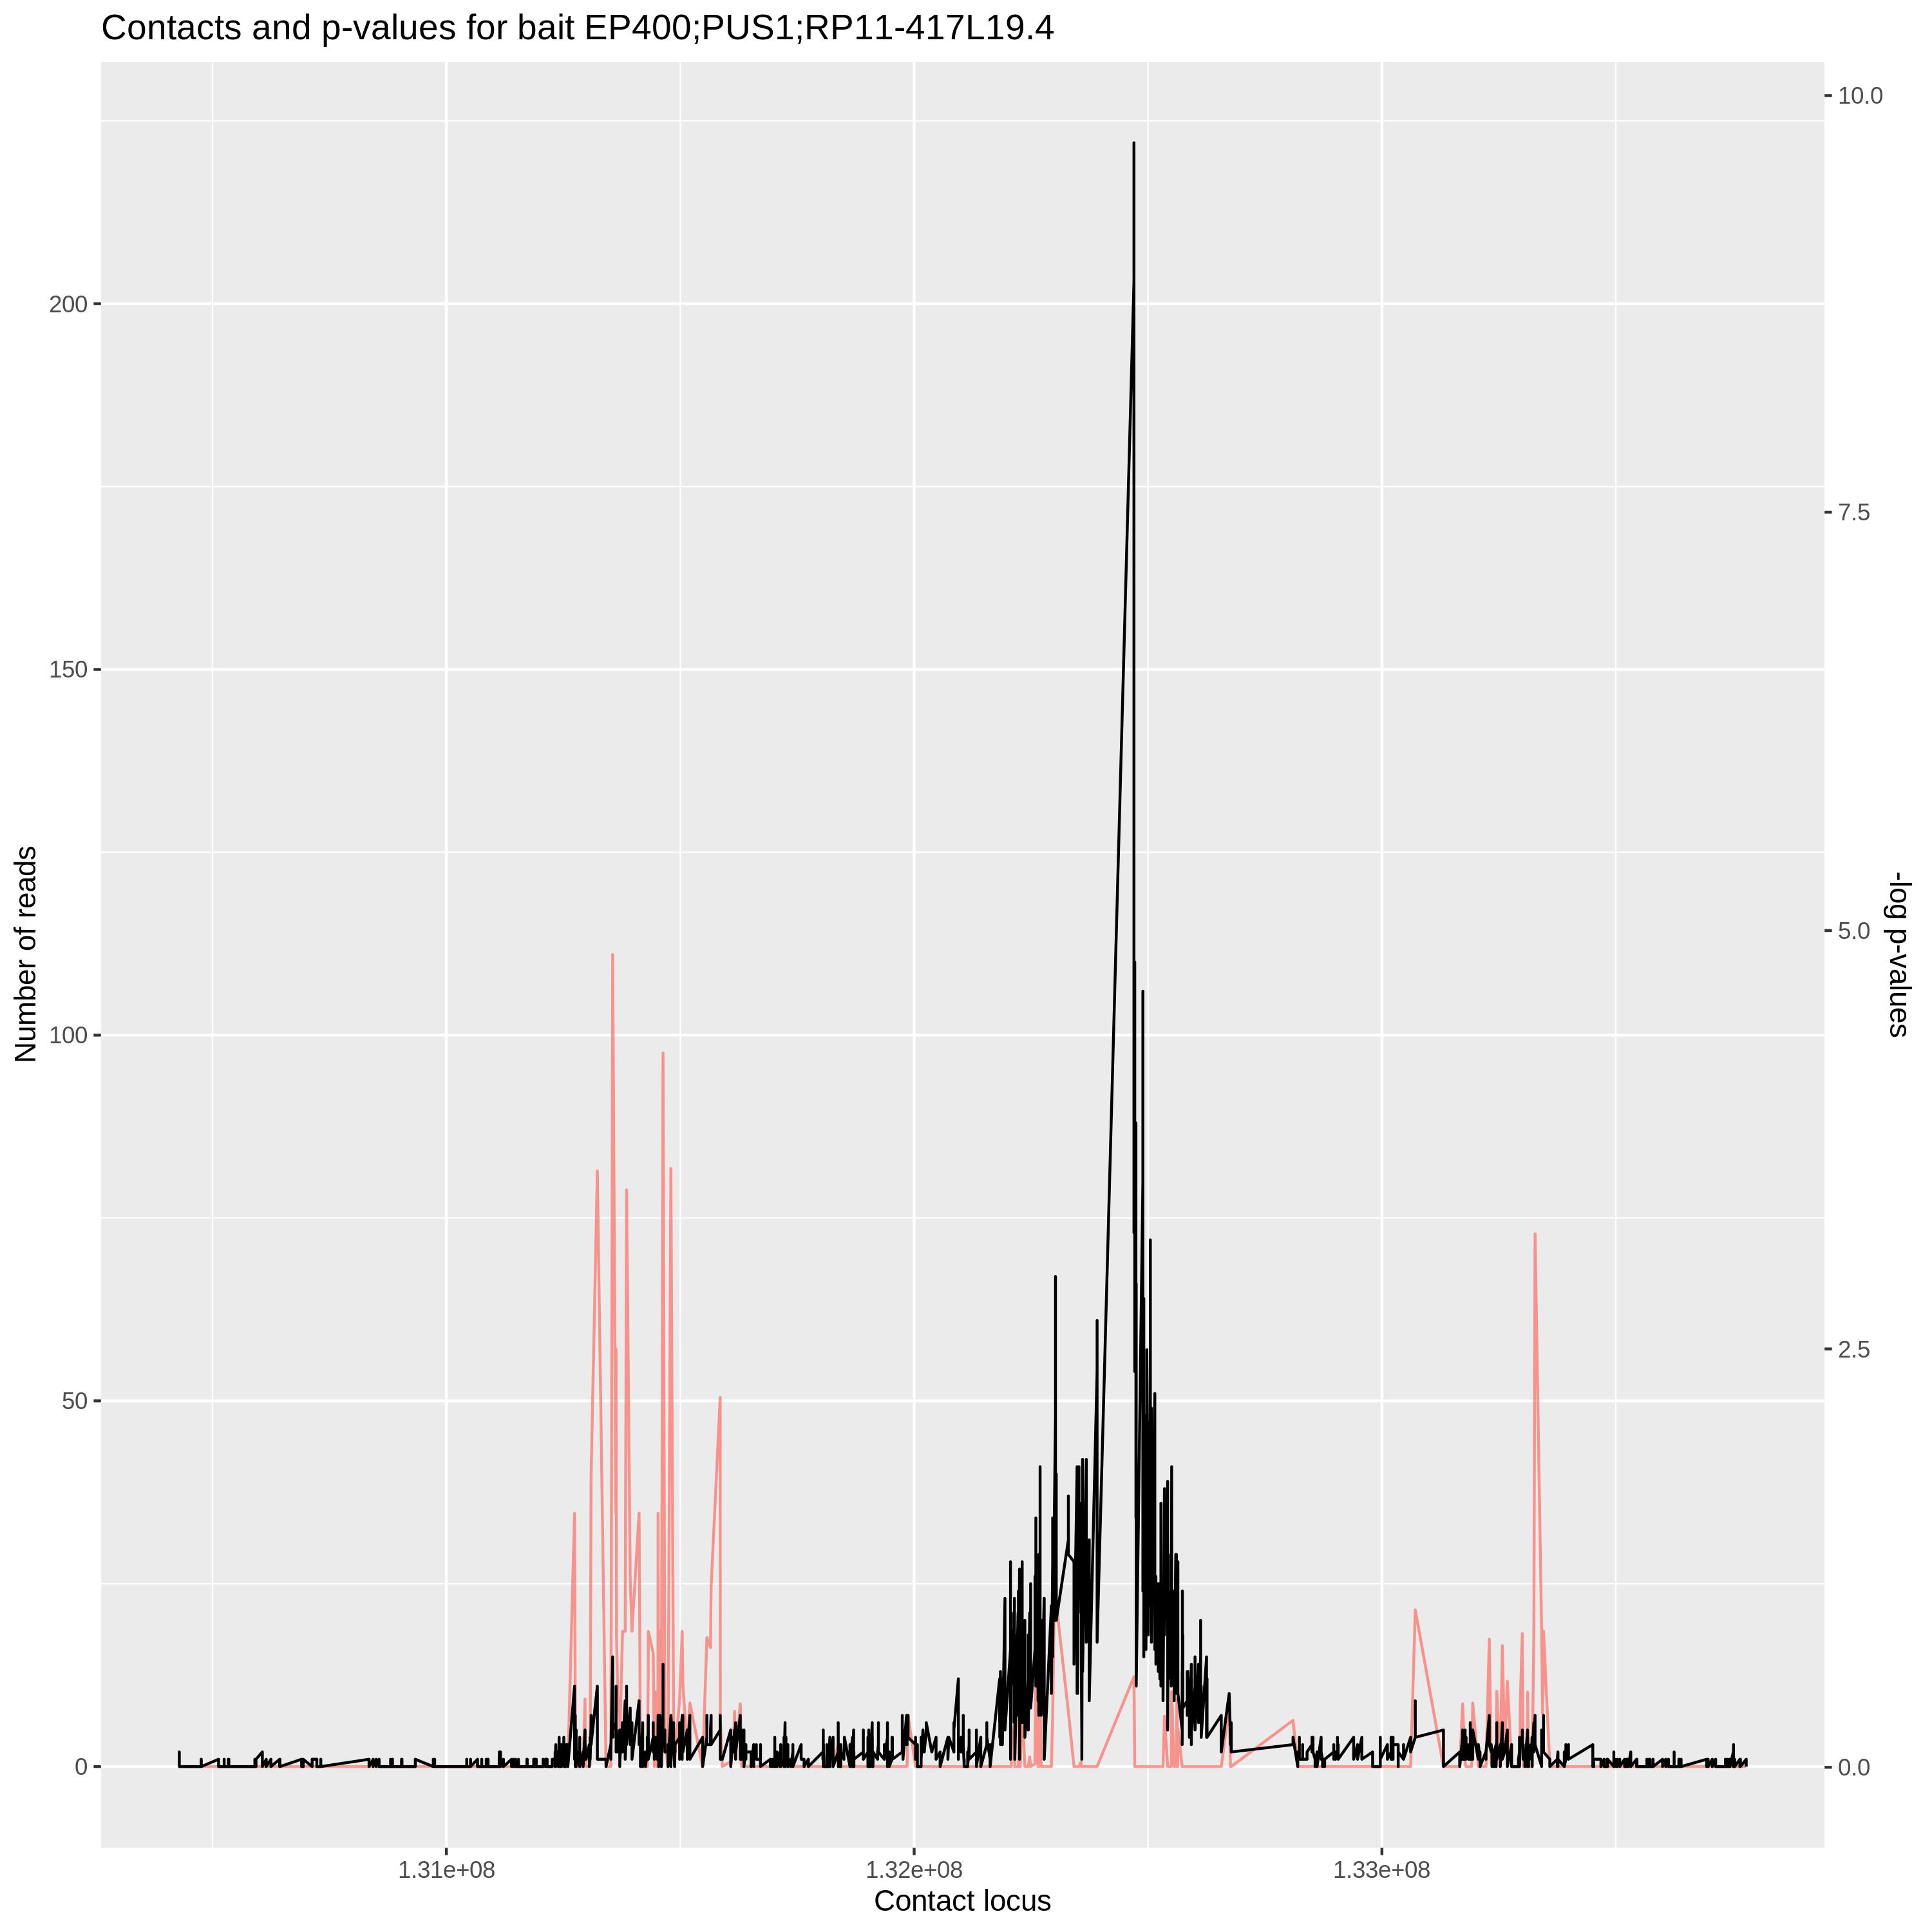 Contacts and p-values for bait EP400;PUS1;RP11-417L19.4
Number of reads
200
150
100
50
0
10.0
7.5
5.0
2.5
0.0
-log p-values
1.31e+08
1.32e+08
1.33e+08
Contact locus